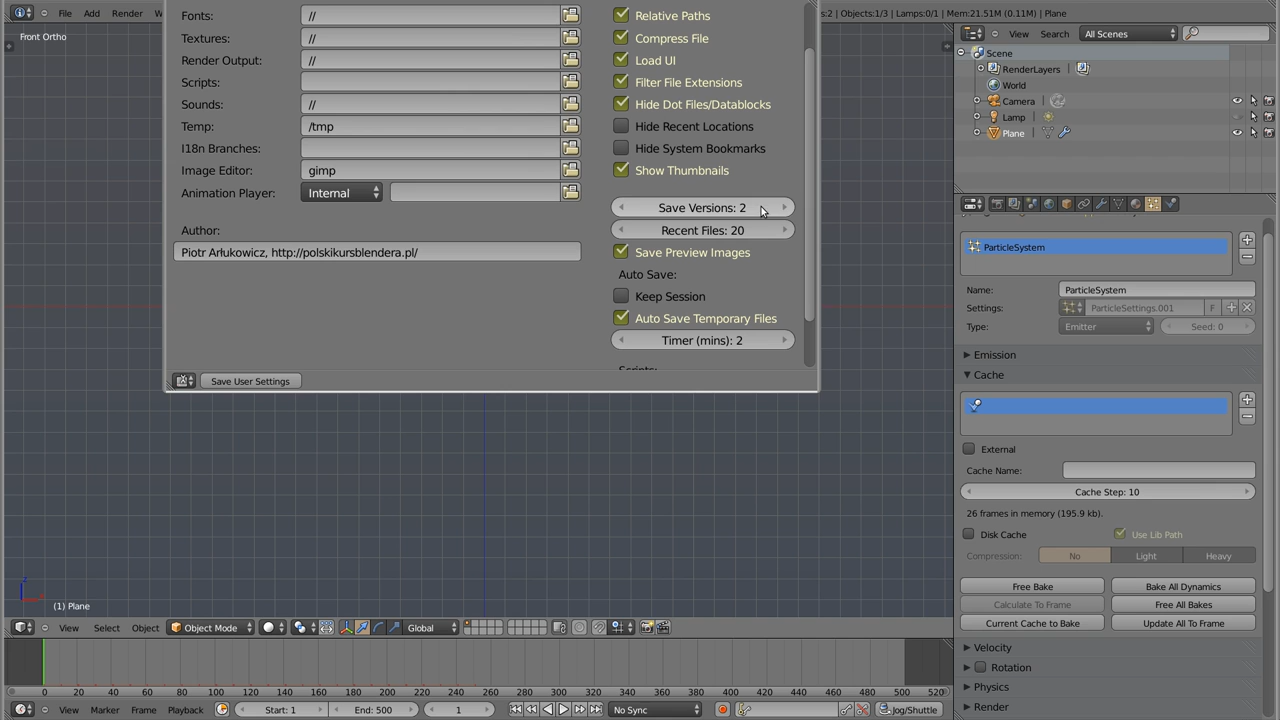 File Add Render
s:2 | Objects:1/3 | Lamps:0/1 | Mem:21.51M (0.11M) | Plane
Front Ortho
Fonts: //
Textures: //
Render Output: //
Scripts:
Sounds: //
Temp: /tmp
I18n Branches:
Image Editor: gimp
Animation Player: Internal
Author:
Piotr Arłukowicz, http://polskikursblendera.pl/
Relative Paths
Compress File
Load UI
Filter File Extensions
Hide Dot Files/Datablocks
Hide Recent Locations
Hide System Bookmarks
Show Thumbnails
Save Versions: 2
Recent Files: 20
Save Preview Images
Auto Save:
Keep Session
Auto Save Temporary Files
Timer (mins): 2
Scripts:
Save User Settings
View Search All Scenes
Scene
RenderLayers
World
Camera
Lamp
Plane
ParticleSystem
Name: ParticleSystem
Settings: ParticleSettings.001 F
Type: Emitter Seed: 0
Emission
Cache
External
Cache Name:
Cache Step: 10
26 frames in memory (195.9 kb).
Disk Cache Use Lib Path
Compression: No Light Heavy
Free Bake Bake All Dynamics
Calculate To Frame Free All Bakes
Current Cache to Bake Update All To Frame
Velocity
Rotation
Physics
Render
(1) Plane
z
View Select Object Object Mode Global
0 20 40 60 80 100 120 140 160 180 200 220 240 260 280 300 320 340 360 380 400 420 440 460 480 500 520
View Marker Frame Playback Start: 1 End: 500 1 No Sync Jog/Shuttle